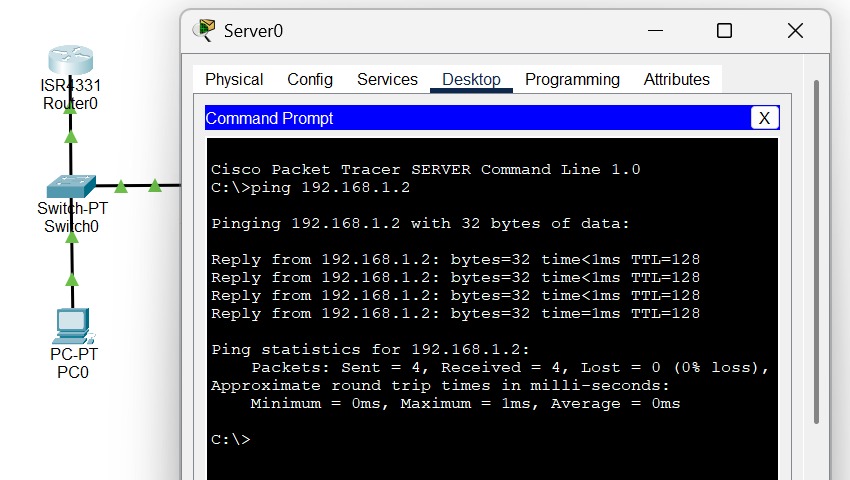 ISR4331
Router0
Switch-PT
Switch0
PC-PT
PC0
Server0
Physical Config Services Desktop Programming Attributes
Command Prompt X
Cisco Packet Tracer SERVER Command Line 1.0
C:\>ping 192.168.1.2
Pinging 192.168.1.2 with 32 bytes of data:
Reply from 192.168.1.2: bytes=32 time<1ms TTL=128
Reply from 192.168.1.2: bytes=32 time<1ms TTL=128
Reply from 192.168.1.2: bytes=32 time<1ms TTL=128
Reply from 192.168.1.2: bytes=32 time=1ms TTL=128
Ping statistics for 192.168.1.2:
Packets: Sent = 4, Received = 4, Lost = 0 (0% loss),
Approximate round trip times in milli-seconds:
Minimum = 0ms, Maximum = 1ms, Average = 0ms
C:\>